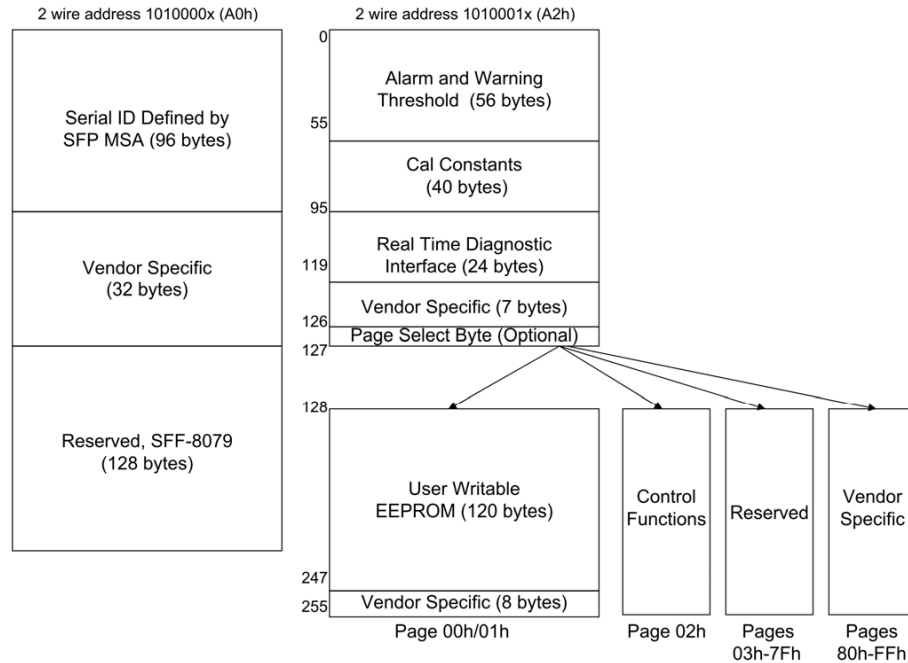 2 wire address 1010000x (A0h)
Serial ID Defined by
SFP MSA (96 bytes)
Vendor Specific
(32 bytes)
Reserved, SFF-8079
(128 bytes)
2 wire address 1010001x (A2h)
0
Alarm and Warning
Threshold (56 bytes)
55
Cal Constants
(40 bytes)
95
Real Time Diagnostic
Interface (24 bytes)
119
Vendor Specific (7 bytes)
126
Page Select Byte (Optional)
127
128
User Writable
EEPROM (120 bytes)
247
Vendor Specific (8 bytes)
255
Page 00h/01h
Control
Functions
Page 02h
Reserved
Pages
03h-7Fh
Vendor
Specific
Pages
80h-FFh